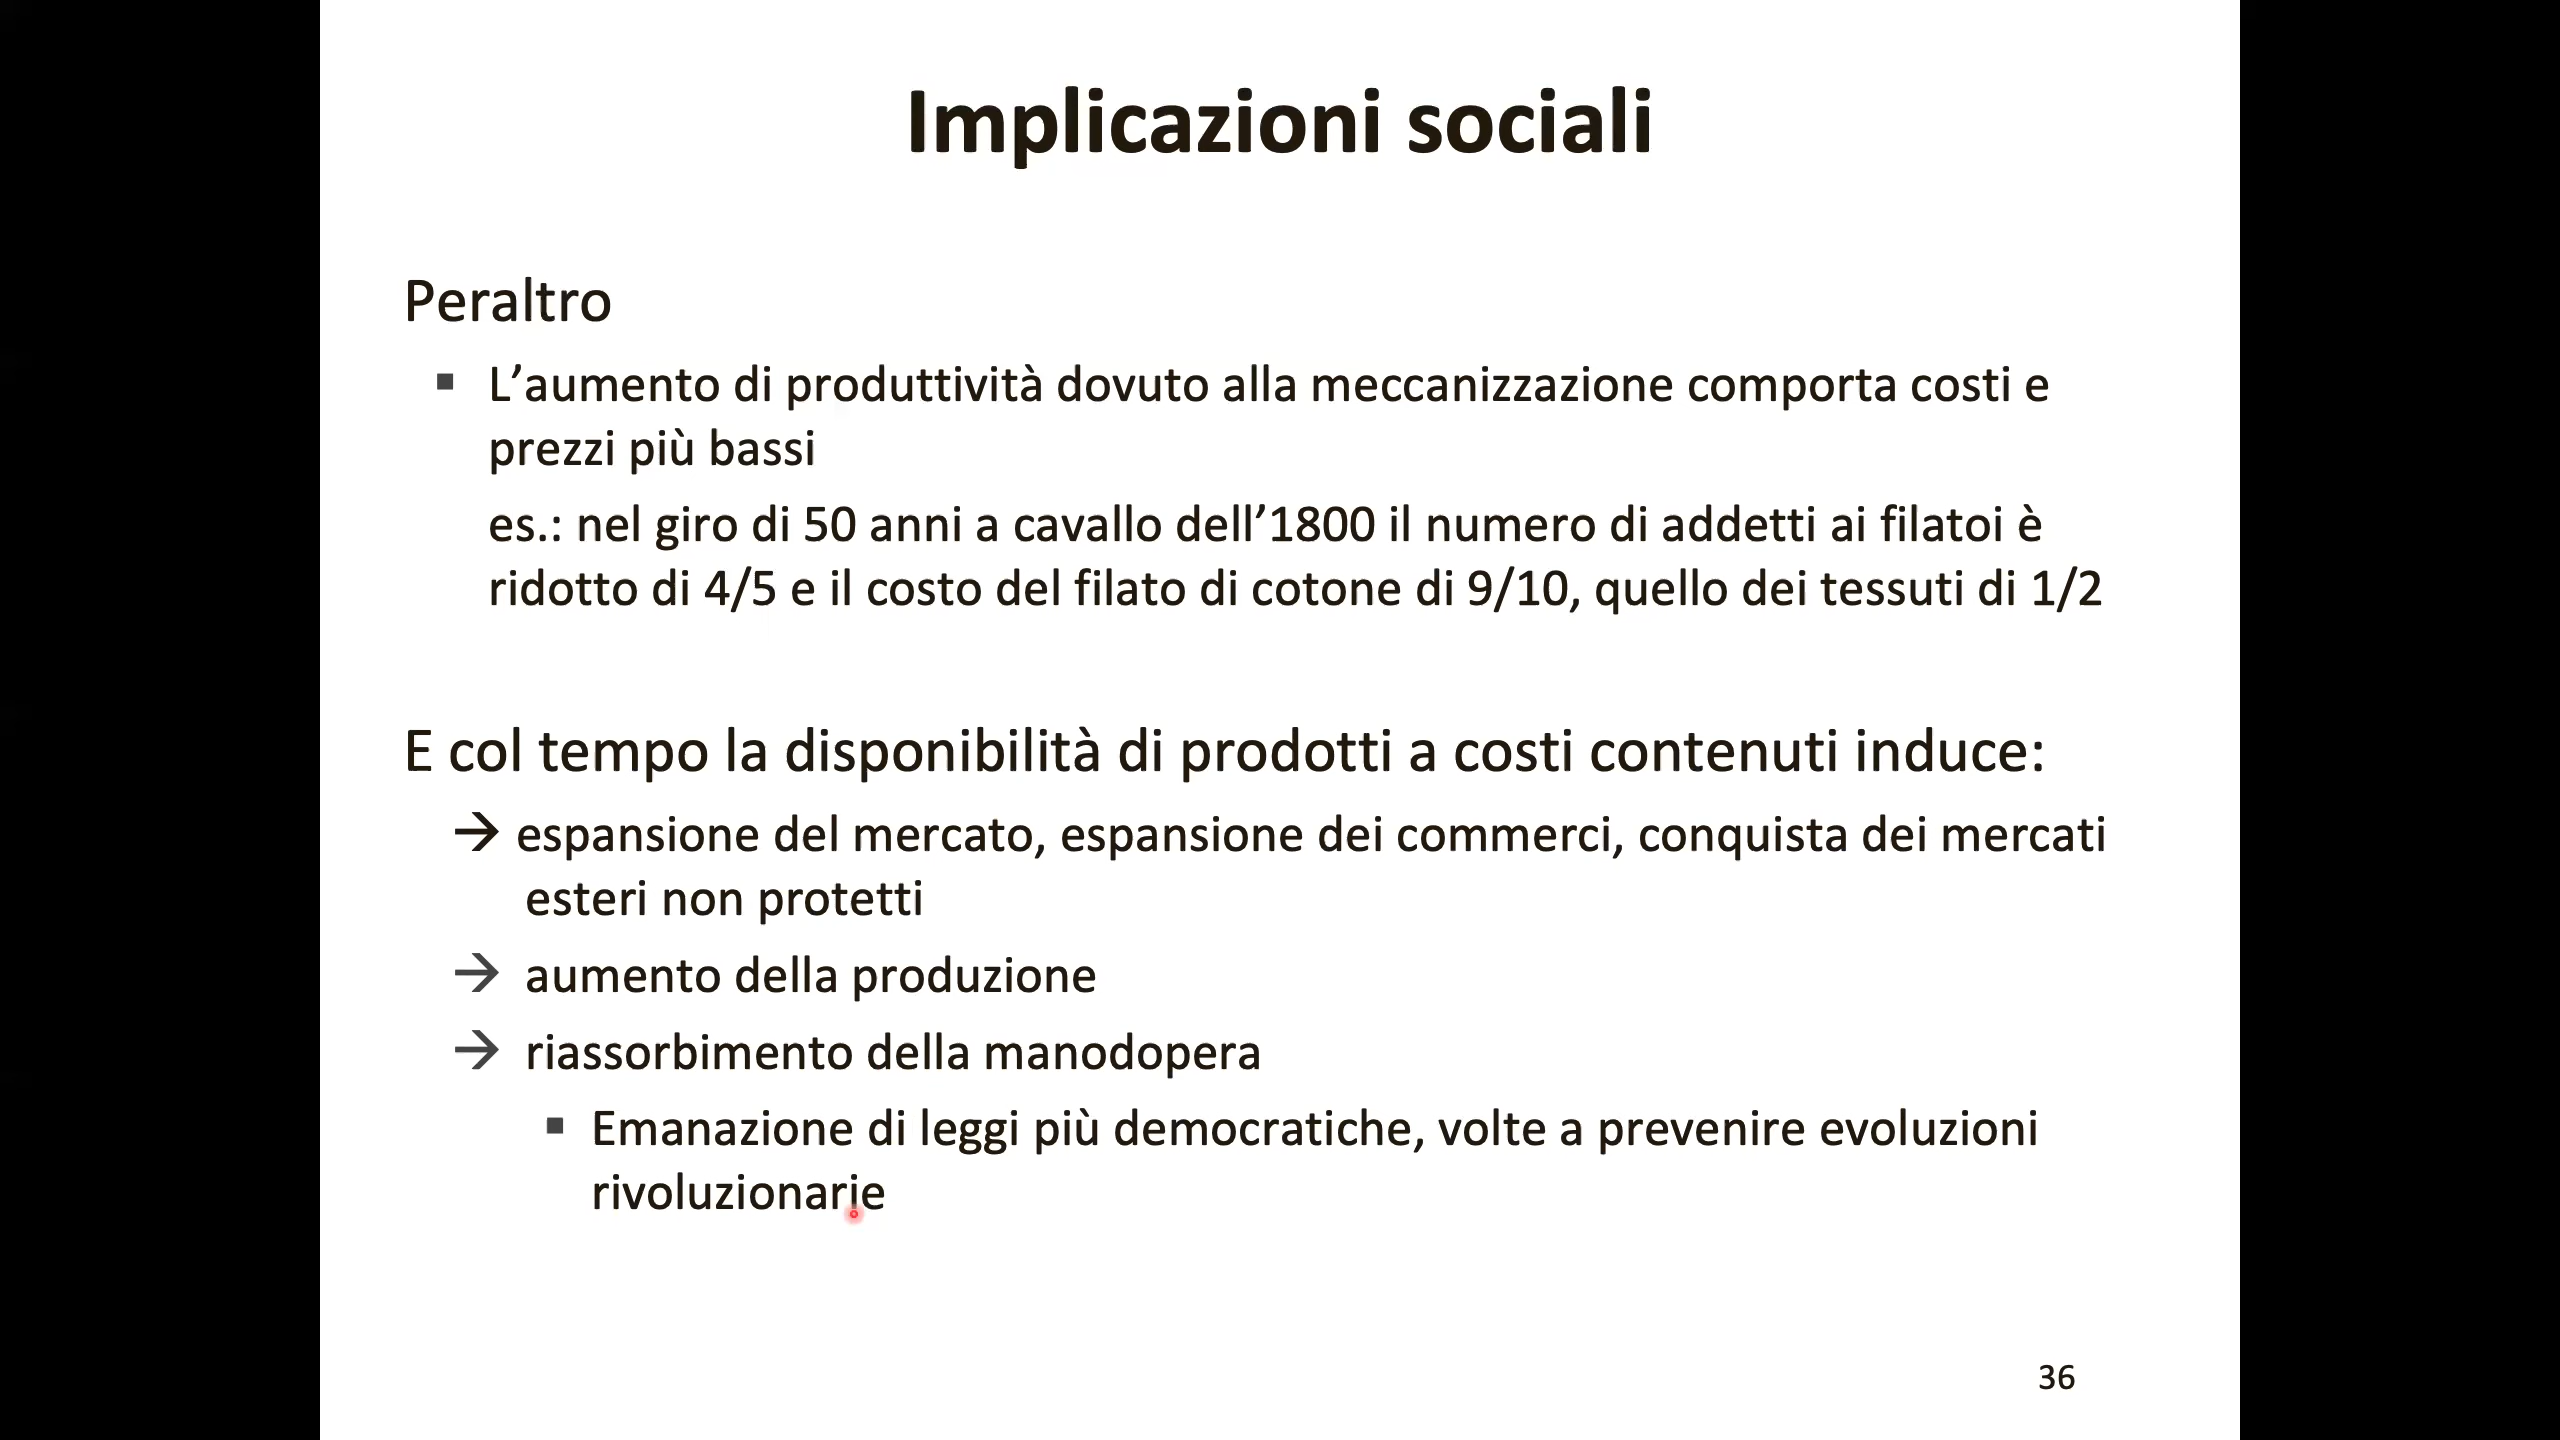 Implicazioni sociali
Peraltro
▪ L’aumento di produttività dovuto alla meccanizzazione comporta costi e
prezzi più bassi
es.: nel giro di 50 anni a cavallo dell’1800 il numero di addetti ai filatoi è
ridotto di 4/5 e il costo del filato di cotone di 9/10, quello dei tessuti di 1/2
E col tempo la disponibilità di prodotti a costi contenuti induce:
→ espansione del mercato, espansione dei commerci, conquista dei mercati
esteri non protetti
→ aumento della produzione
→ riassorbimento della manodopera
▪ Emanazione di leggi più democratiche, volte a prevenire evoluzioni
rivoluzionarie
36